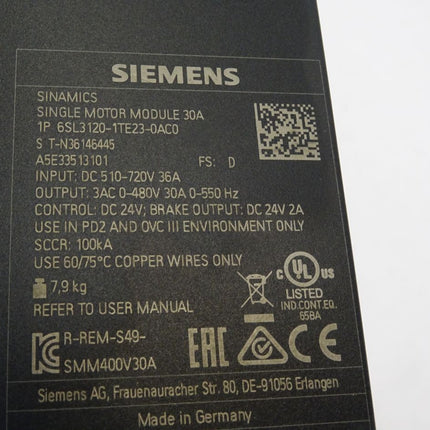 SIEMENS
SINAMICS
SINGLE MOTOR MODULE 30A
1P 6SL3120-1TE23-0AC0
S T-N36146445
A5E33513101 FS: D
INPUT: DC 510-720V 36A
OUTPUT: 3AC 0-480V 30A 0-550 Hz
CONTROL: DC 24V; BRAKE OUTPUT: DC 24V 2A
USE IN PD2 AND OVC III ENVIRONMENT ONLY
SCCR: 100kA
USE 60/75°C COPPER WIRES ONLY
7,9 kg
REFER TO USER MANUAL
C UL US
LISTED
IND.CONT.EQ.
65BA
R-REM-S49-
SMM400V30A
EAC CE
Siemens AG, Frauenauracher Str. 80, DE-91056 Erlangen
Made in Germany